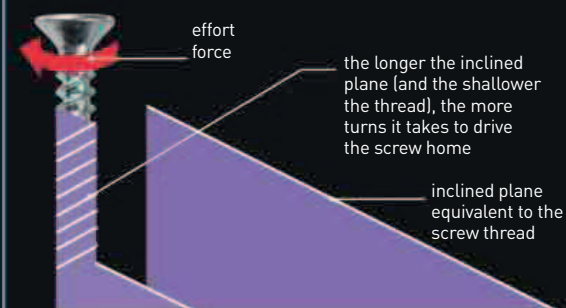 effort
force
the longer the inclined
plane (and the shallower
the thread), the more
turns it takes to drive
the screw home
inclined plane
equivalent to the
screw thread